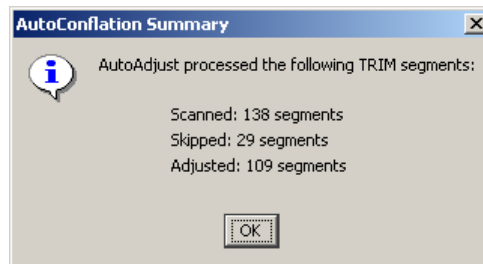 AutoConflation Summary
AutoAdjust processed the following TRIM segments:
Scanned: 138 segments
Skipped: 29 segments
Adjusted: 109 segments
OK